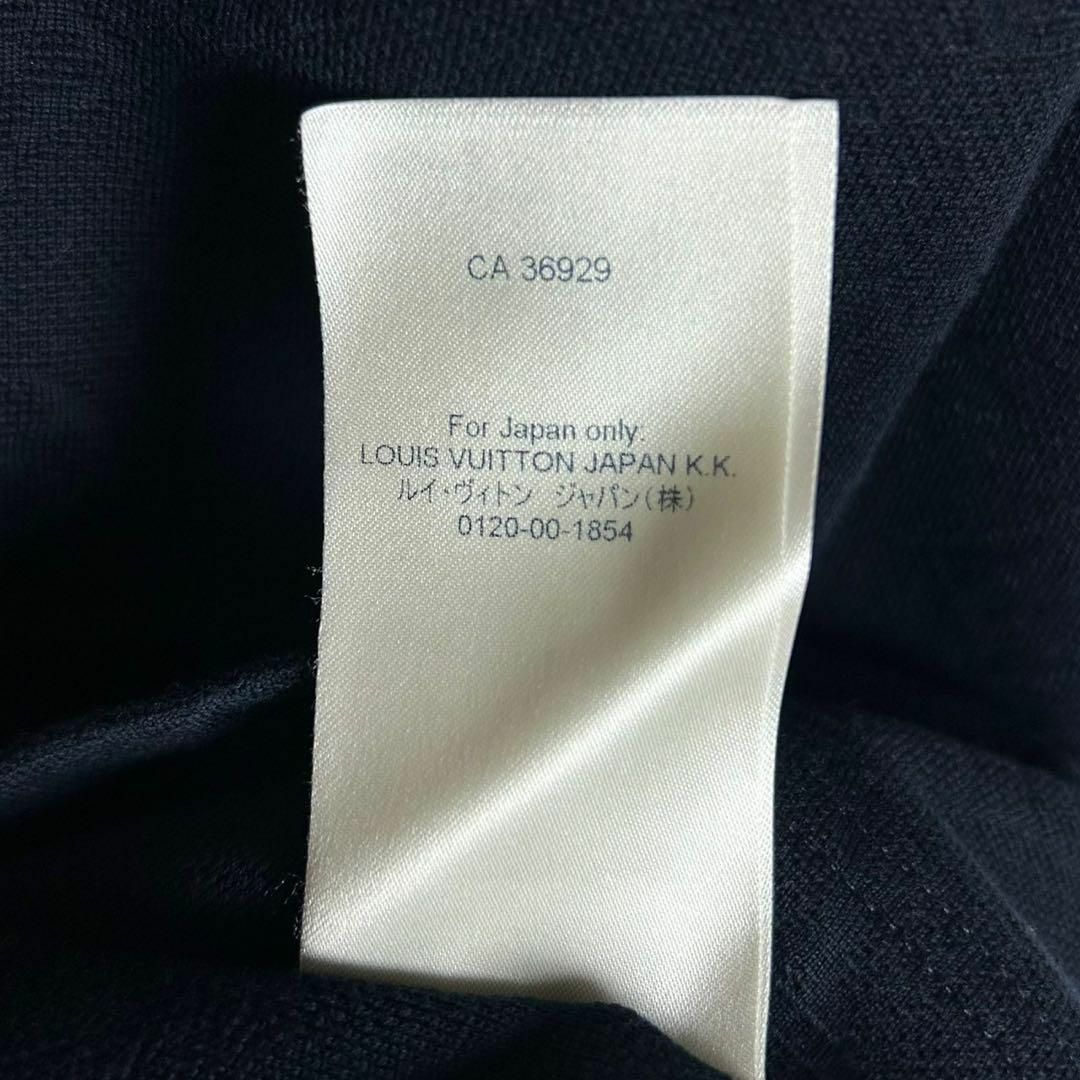 CA 36929
For Japan only:
LOUIS VUITTON JAPAN K.K.
ルイ・ヴィトン ジャパン(株)
0120-00-1854